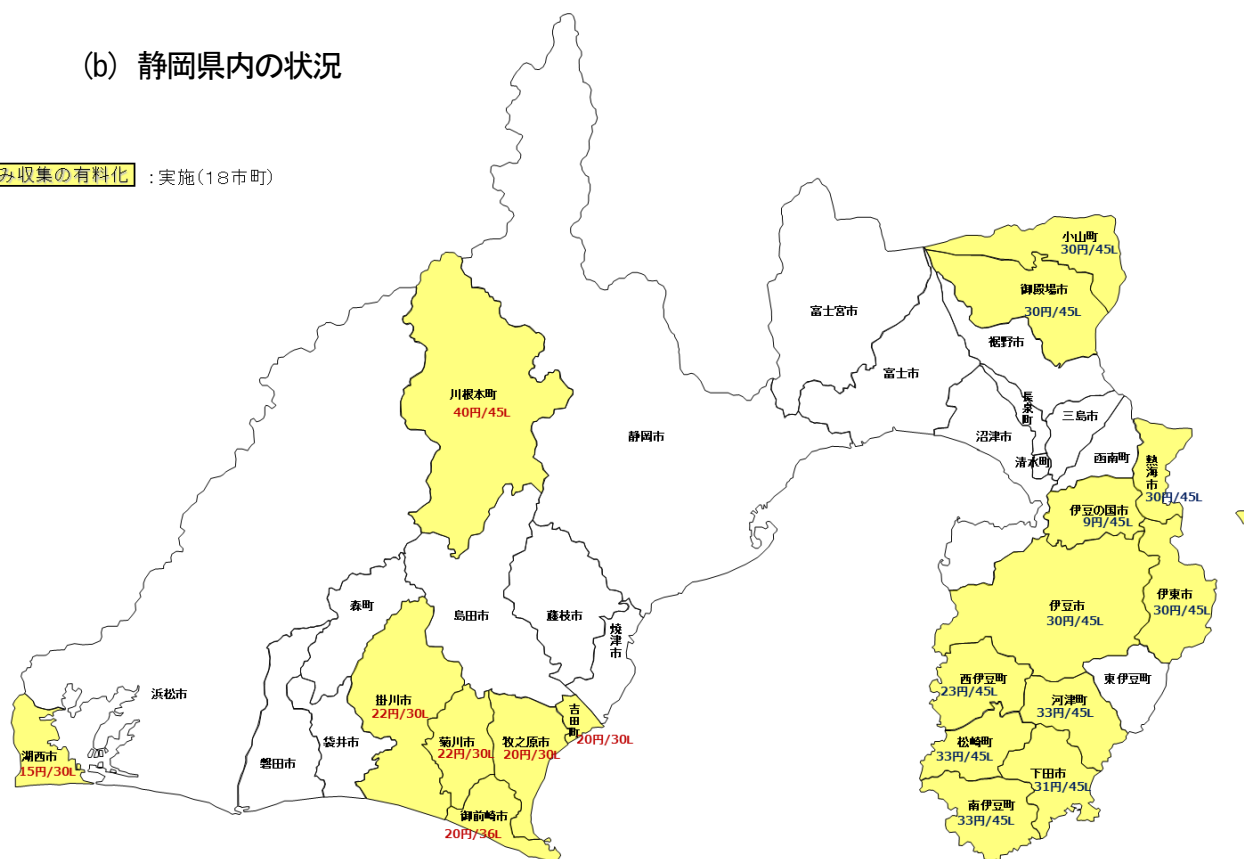 (b) 静岡県内の状況
み収集の有料化 :実施(18市町)
小山町
30円/45L
御殿場市
30円/45L
富士宮市
裾野市
富士市
川根本町
40円/45L
長泉町
三島市
静岡市
沼津市
清水町
函南町
熱海市
30円/45L
伊豆の国市
9円/45L
森町
島田市
藤枝市
焼津市
伊豆市
30円/45L
伊東市
30円/45L
浜松市
掛川市
22円/30L
西伊豆町
23円/45L
河津町
33円/45L
東伊豆町
吉田町
20円/30L
湖西市
15円/30L
磐田市
袋井市
菊川市
22円/30L
牧之原市
20円/30L
松崎町
33円/45L
下田市
31円/45L
御前崎市
20円/36L
南伊豆町
33円/45L